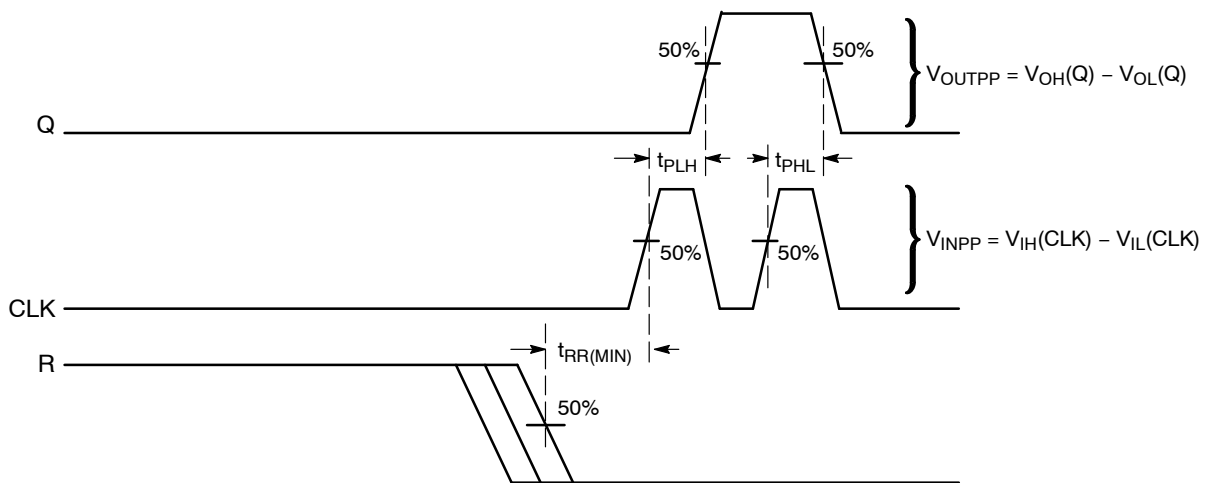 50%
50%
V_OUTPP = V_OH(Q) − V_OL(Q)
Q
t_PLH
t_PHL
50%
50%
V_INPP = V_IH(CLK) − V_IL(CLK)
CLK
t_RR(MIN)
R
50%